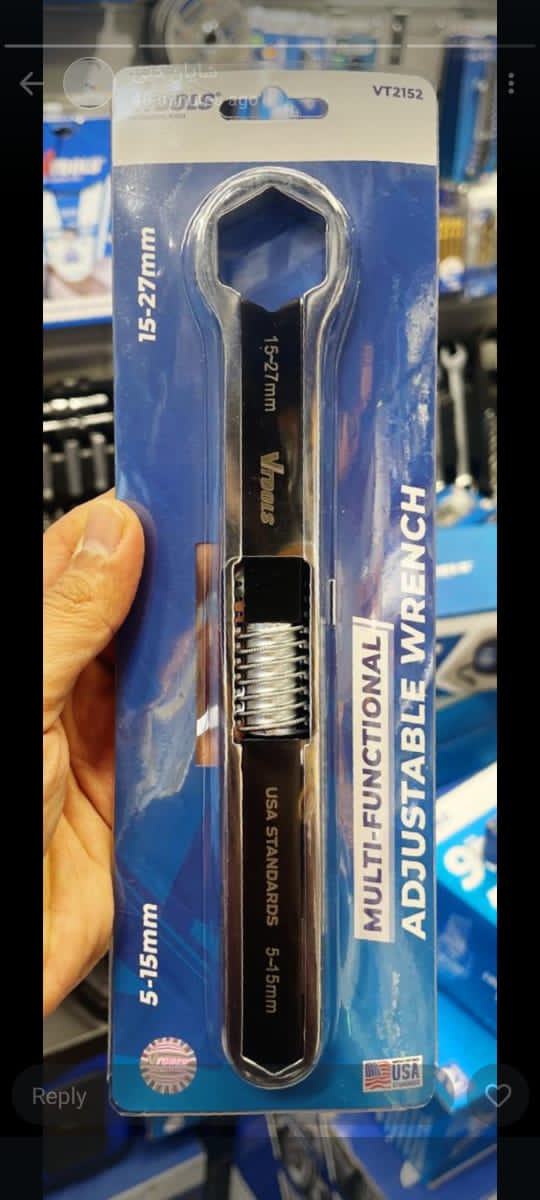 VT2152
15-27mm
15~27mm
VTOOLS
MULTI-FUNCTIONAL
ADJUSTABLE WRENCH
USA STANDARDS 5-15mm
5-15mm
USA
Reply